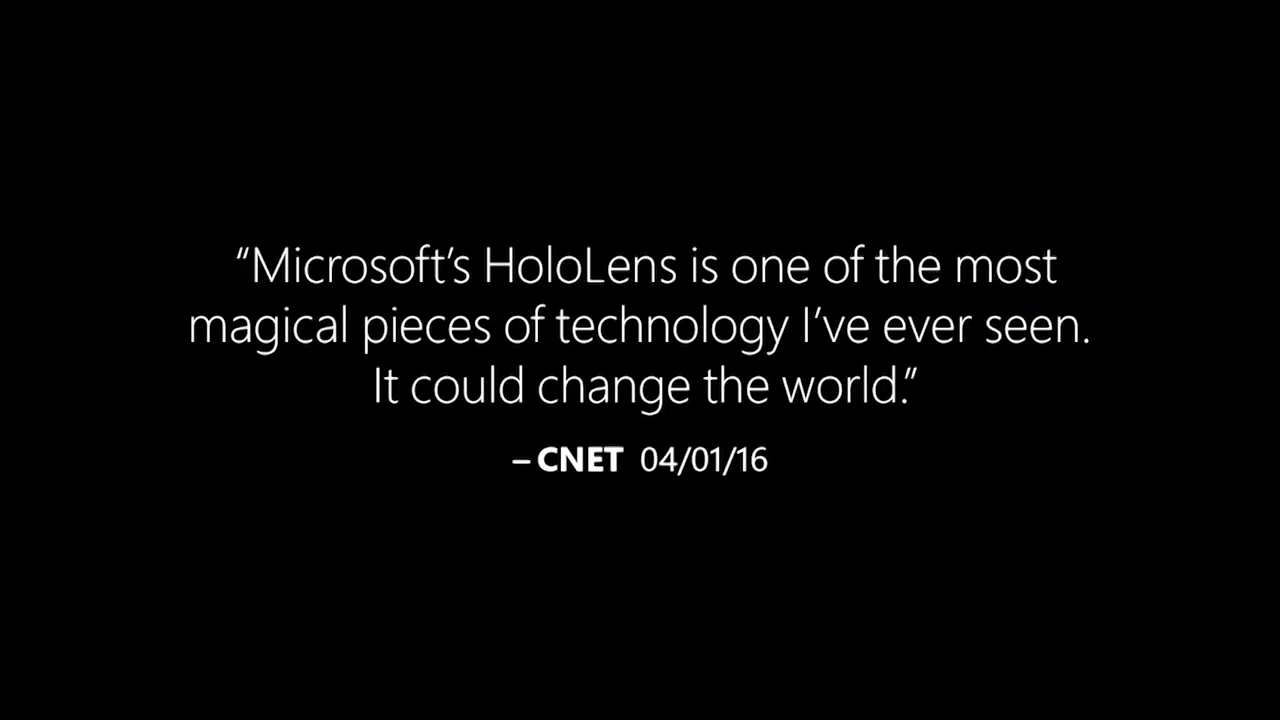 “Microsoft’s HoloLens is one of the most
magical pieces of technology I’ve ever seen.
It could change the world.”
– CNET 04/01/16